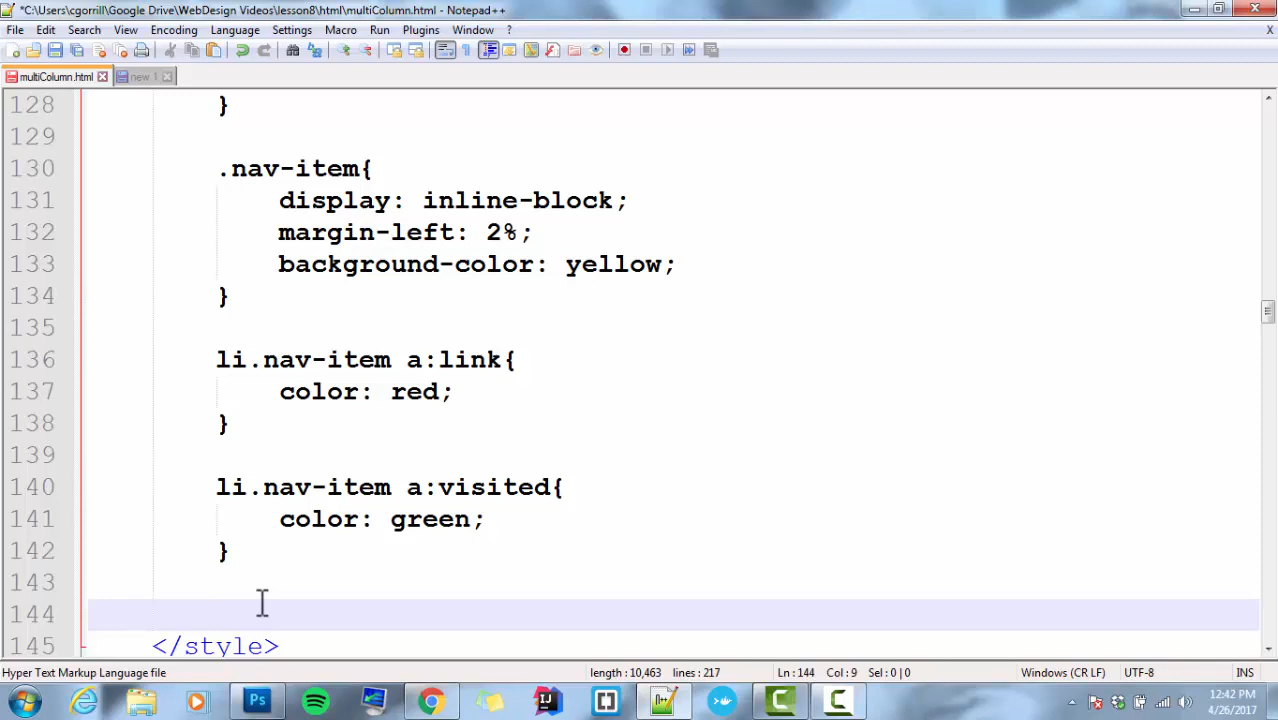 *C:\Users\cgorrill\Google Drive\WebDesign Videos\lesson8\html\multiColumn.html - Notepad++
File Edit Search View Encoding Language Settings Macro Run Plugins Window ? X
multiColumn.html new 1
128 }
129
130 .nav-item{
131 display: inline-block;
132 margin-left: 2%;
133 background-color: yellow;
134 }
135
136 li.nav-item a:link{
137 color: red;
138 }
139
140 li.nav-item a:visited{
141 color: green;
142 }
143
144
145 </style>
Hyper Text Markup Language file length : 10,463 lines : 217 Ln : 144 Col : 9 Sel : 0 | 0 Windows (CR LF) UTF-8 INS
Ps IJ 12:42 PM
4/26/2017